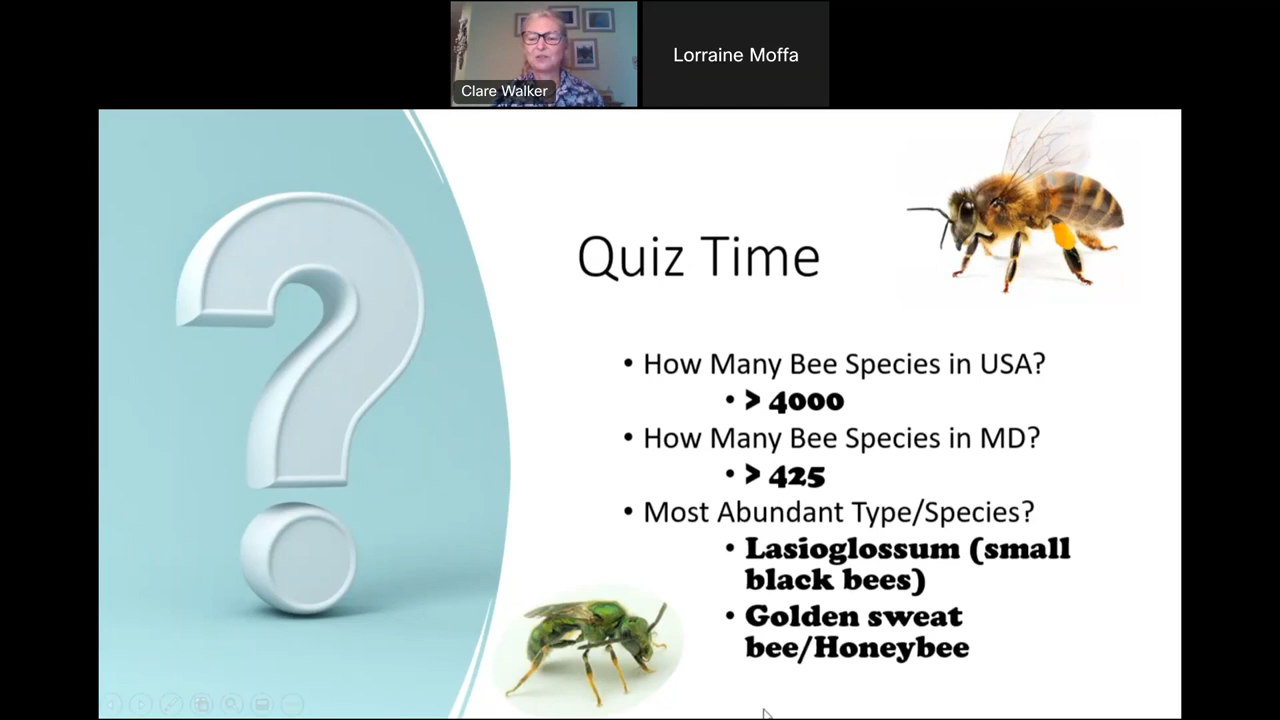 Clare Walker
Lorraine Moffa
Quiz Time
• How Many Bee Species in USA?
• > 4000
• How Many Bee Species in MD?
• > 425
• Most Abundant Type/Species?
• Lasioglossum (small
black bees)
• Golden sweat
bee/Honeybee